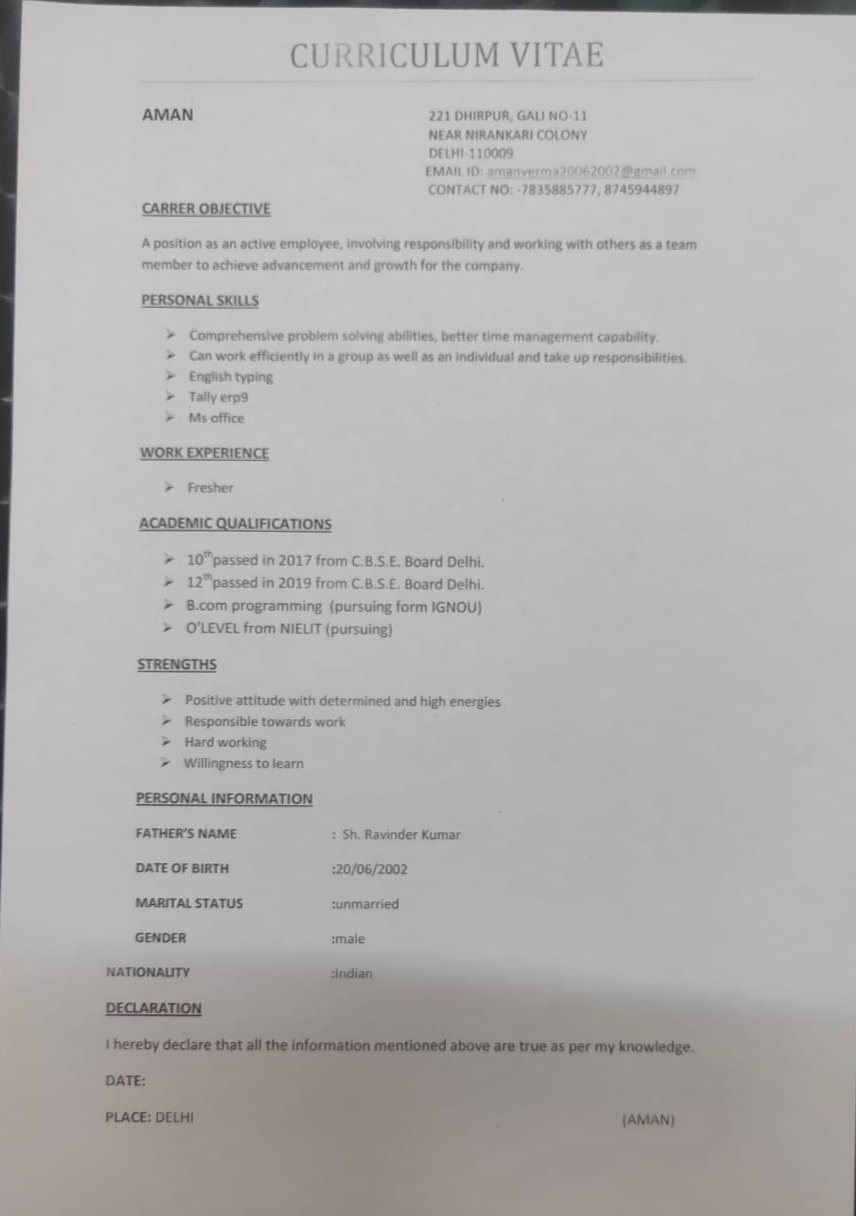 CURRICULUM VITAE
AMAN
221 DHIRPUR, GALI NO-11
NEAR NIRANKARI COLONY
DELHI-110009
EMAIL ID: amanverma20062002@gmail.com
CONTACT NO: -7835885777, 8745944897
CARRER OBJECTIVE
A position as an active employee, involving responsibility and working with others as a team
member to achieve advancement and growth for the company.
PERSONAL SKILLS
➢ Comprehensive problem solving abilities, better time management capability.
➢ Can work efficiently in a group as well as an individual and take up responsibilities.
➢ English typing
➢ Tally erp9
➢ Ms office
WORK EXPERIENCE
➢ Fresher
ACADEMIC QUALIFICATIONS
➢ 10thpassed in 2017 from C.B.S.E. Board Delhi.
➢ 12thpassed in 2019 from C.B.S.E. Board Delhi.
➢ B.com programming (pursuing form IGNOU)
➢ O'LEVEL from NIELIT (pursuing)
STRENGTHS
➢ Positive attitude with determined and high energies
➢ Responsible towards work
➢ Hard working
➢ Willingness to learn
PERSONAL INFORMATION
FATHER'S NAME : Sh. Ravinder Kumar
DATE OF BIRTH :20/06/2002
MARITAL STATUS :unmarried
GENDER :male
NATIONALITY :Indian
DECLARATION
I hereby declare that all the information mentioned above are true as per my knowledge.
DATE:
PLACE: DELHI (AMAN)